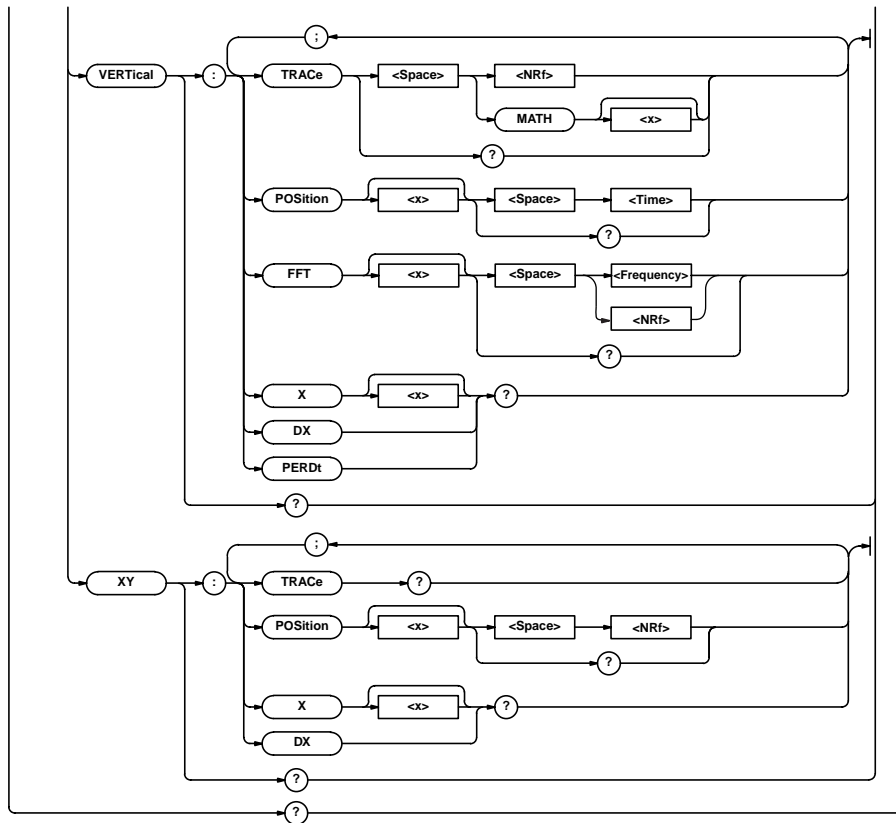 ;
VERTical : TRACe <Space> <NRf>
MATH <x>
?
POSition <x> <Space> <Time>
?
FFT <x> <Space> <Frequency>
<NRf>
?
X <x> ?
DX
PERDt
?
;
XY : TRACe ?
POSition <x> <Space> <NRf>
?
X <x> ?
DX
?
?